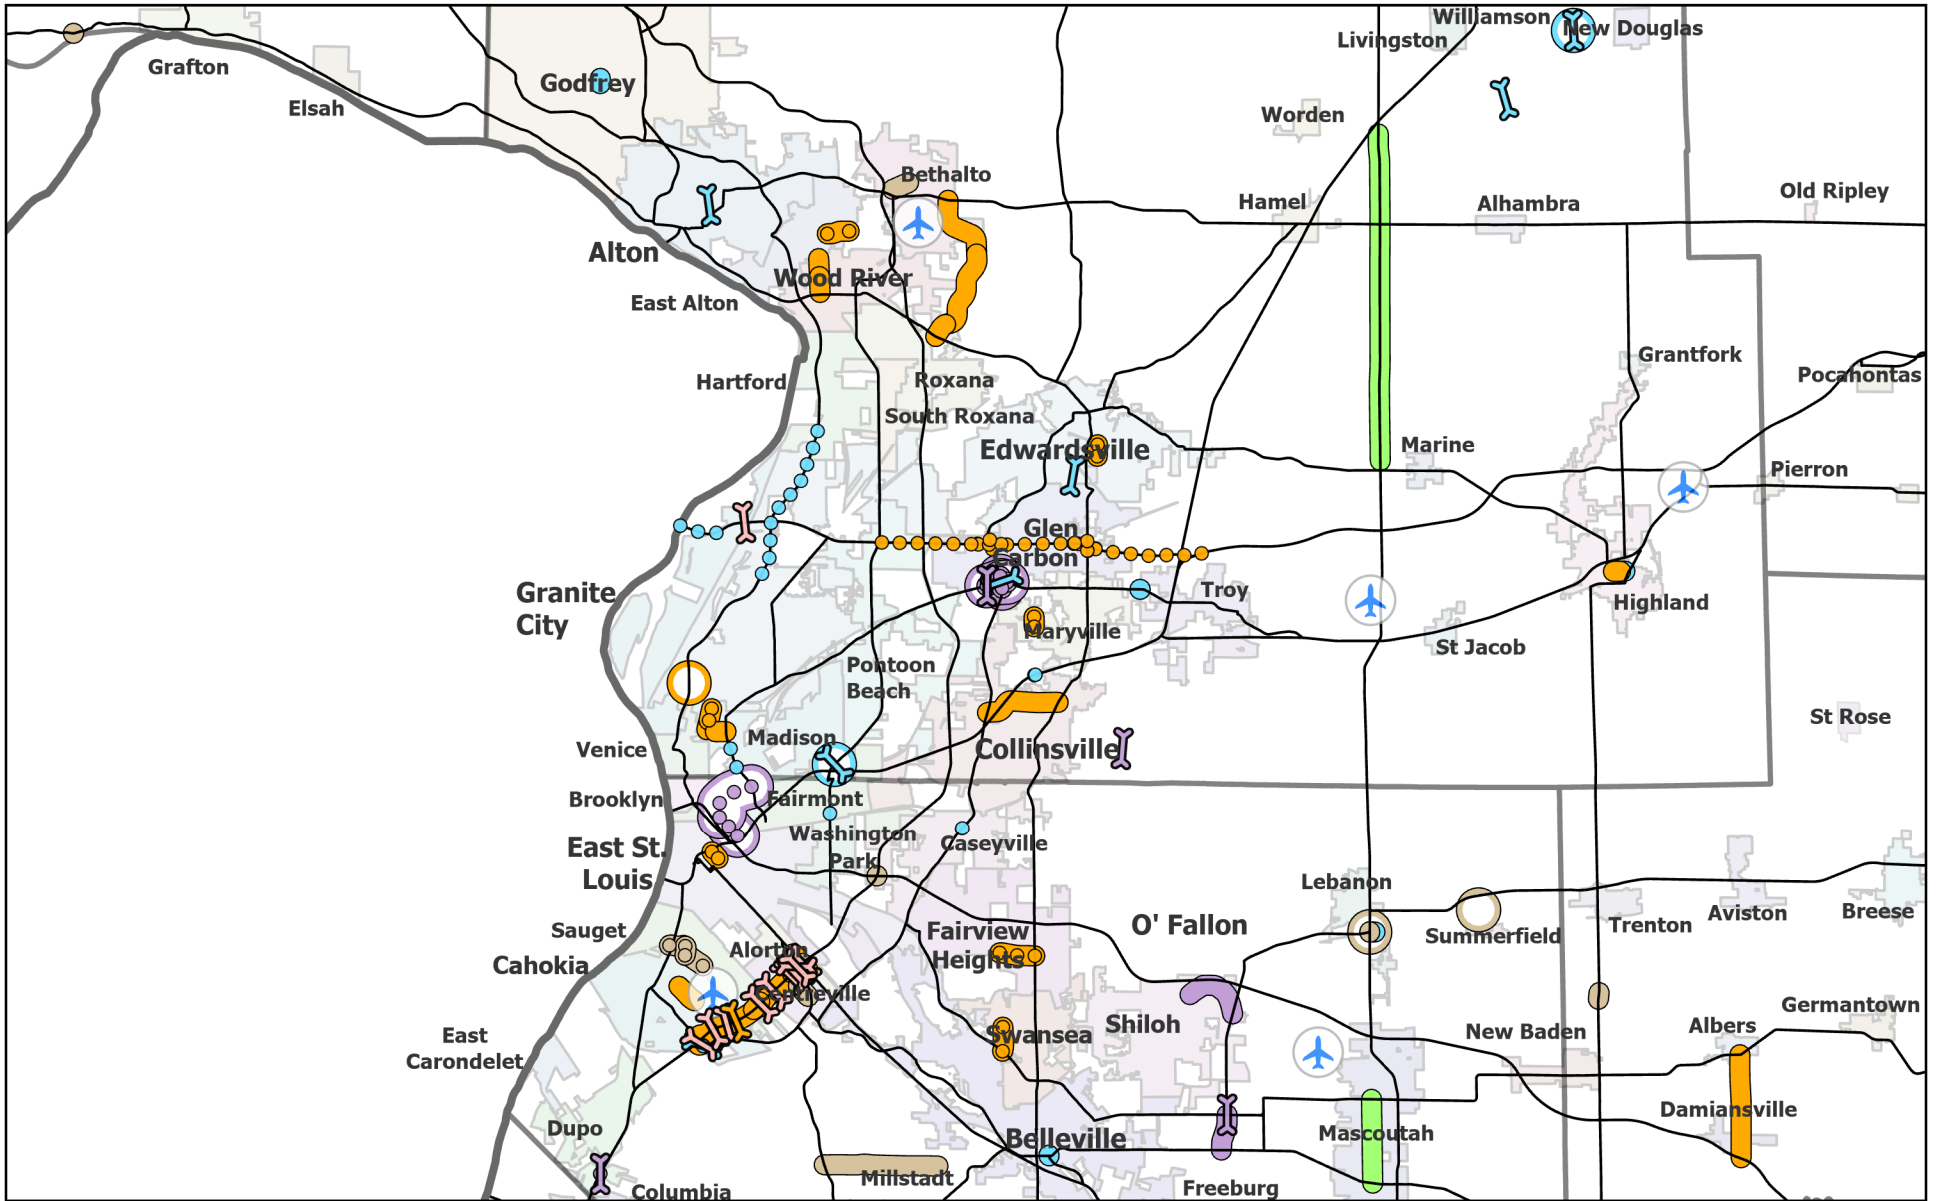 Williamson
New Douglas
Livingston
Grafton
Godfrey
Elsah
Worden
Bethalto
Hamel
Alhambra
Old Ripley
Alton
Wood River
East Alton
Grantfork
Pocahontas
Hartford
Roxana
South Roxana
Edwardsville
Marine
Pierron
Glen
Carbon
Granite
City
Troy
Highland
Maryville
St Jacob
Pontoon
Beach
St Rose
Venice
Madison
Collinsville
Brooklyn
Fairmont
Washington
Park
Caseyville
East St.
Louis
Lebanon
Trenton
Aviston
Breese
Sauget
Fairview
Heights
O' Fallon
Summerfield
Alorton
Cahokia
Centreville
Germantown
East
Carondelet
Swansea
Shiloh
New Baden
Albers
Damiansville
Dupo
Belleville
Mascoutah
Millstadt
Columbia
Freeburg